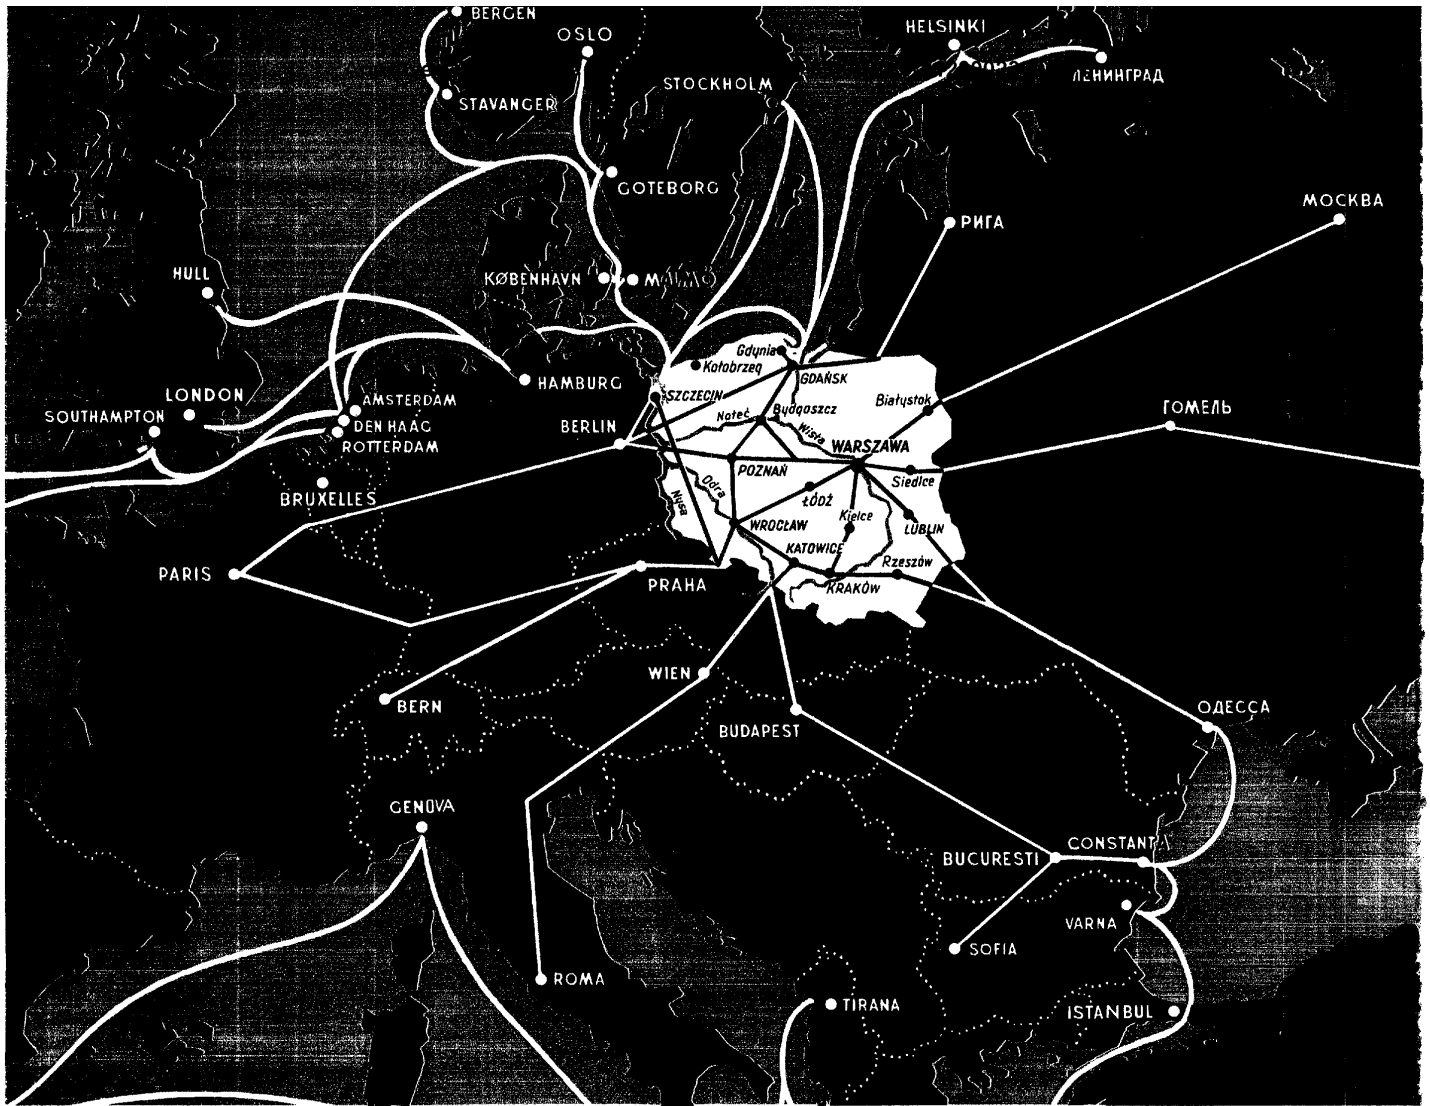 BERGEN
OSLO
HELSINKI
STOCKHOLM
ЛЕНИНГРАД
STAVANGER
GOTEBORG
МОСКВА
РИГА
HULL
KØBENHAVN
MALMÖ
Gdynia
Kołobrzeg
GDAŃSK
HAMBURG
LONDON
AMSTERDAM
SZCZECIN
Białystok
SOUTHAMPTON
DEN HAAG
Noteć
Bydgoszcz
ГОМЕЛЬ
BERLIN
Wisła
ROTTERDAM
WARSZAWA
POZNAŃ
Siedlce
BRUXELLES
Odra
ŁÓDŹ
Nysa
Kielce
WROCŁAW
LUBLIN
KATOWICE
Rzeszów
PARIS
PRAHA
KRAKÓW
WIEN
BERN
ОДЕССА
BUDAPEST
GENOVA
CONSTANTA
BUCURESTI
VARNA
SOFIA
ROMA
TIRANA
ISTANBUL